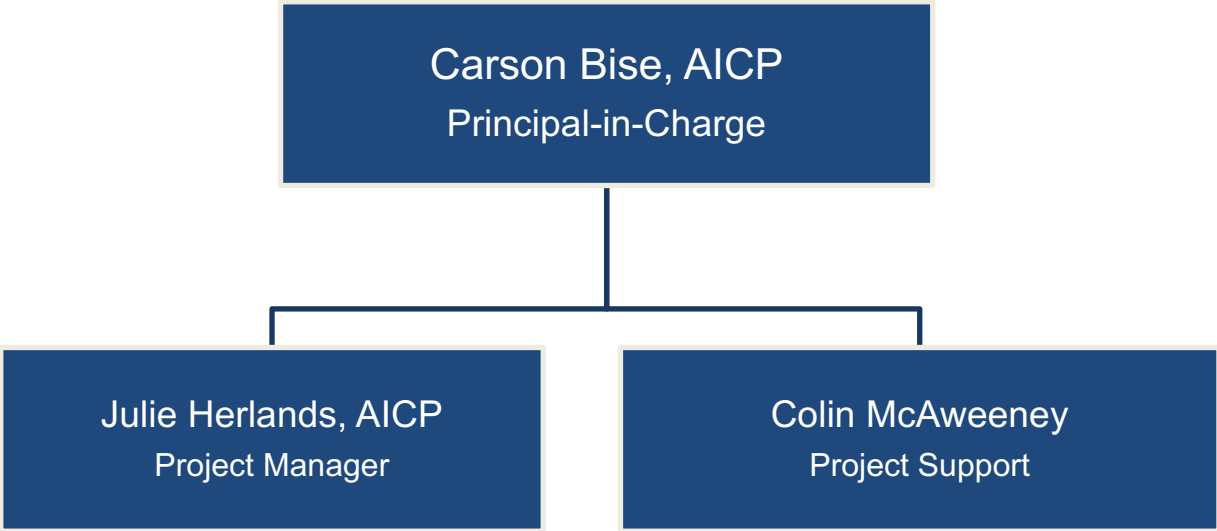 Carson Bise, AICP
Principal-in-Charge
Julie Herlands, AICP
Project Manager
Colin McAweeney
Project Support